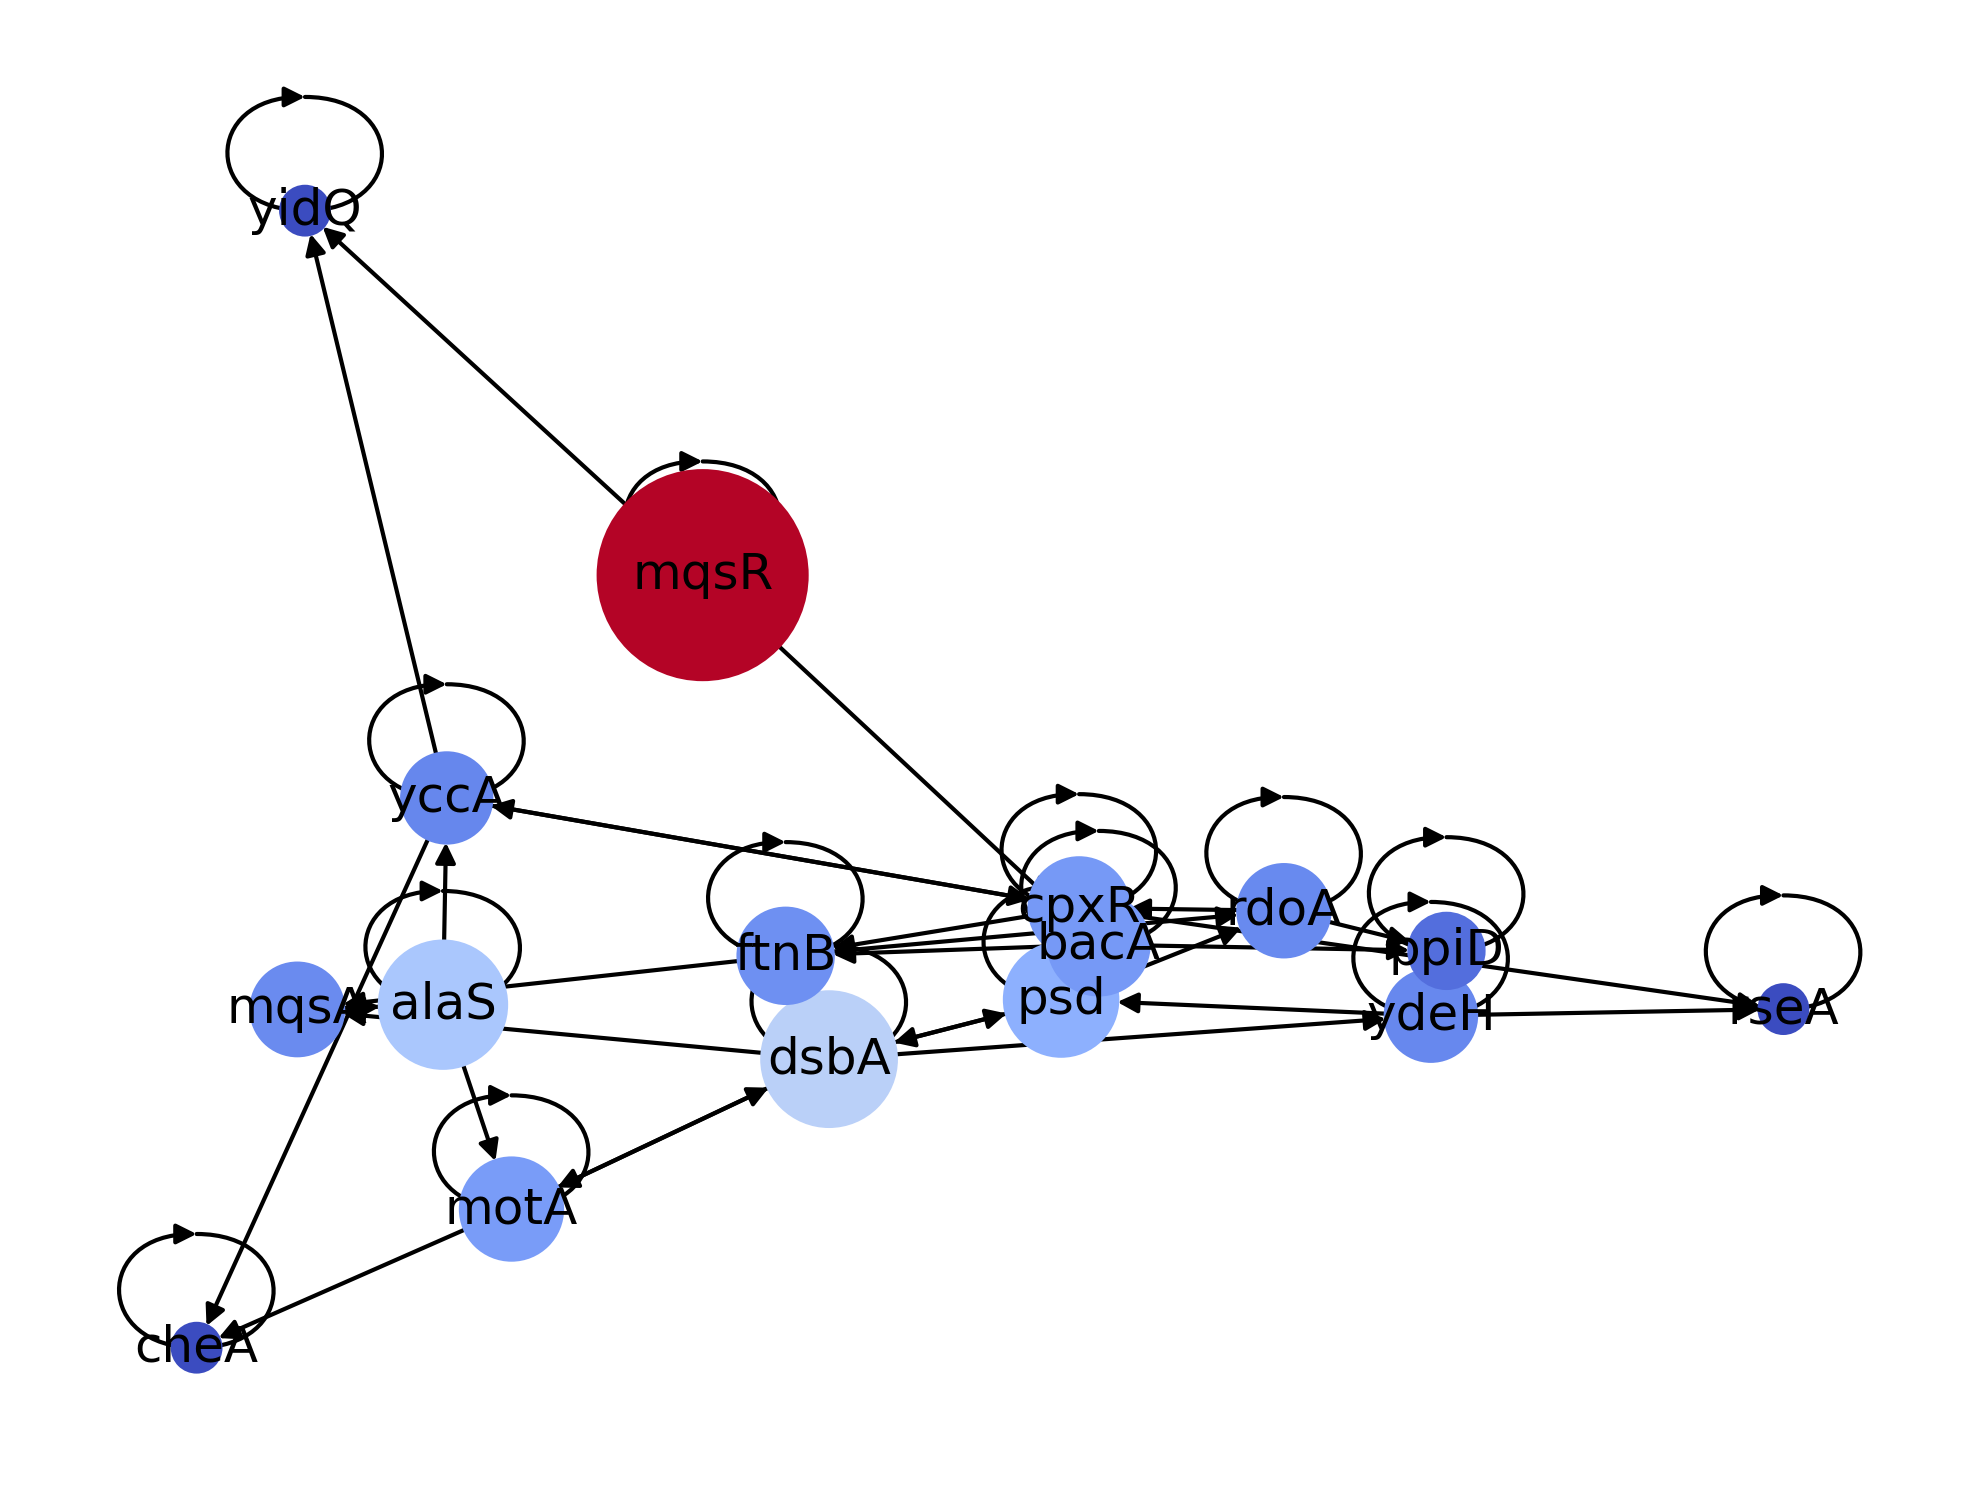 yidQ
mqsR
yccA
cpxR
rdoA
bacA
ppiD
ftnB
psd
alaS
mqsA
ydeH
rseA
dsbA
motA
cheA